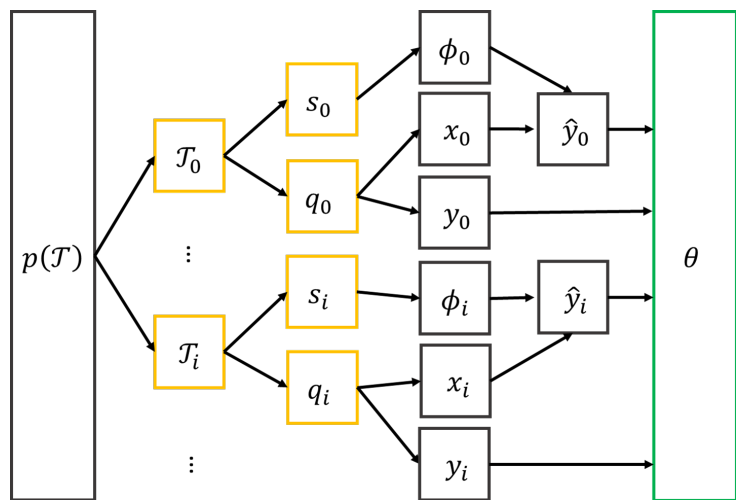 p(𝒯)
𝒯₀
⋮
𝒯ᵢ
⋮
s₀
q₀
sᵢ
qᵢ
ϕ₀
x₀
y₀
ϕᵢ
xᵢ
yᵢ
ŷ₀
ŷᵢ
θ